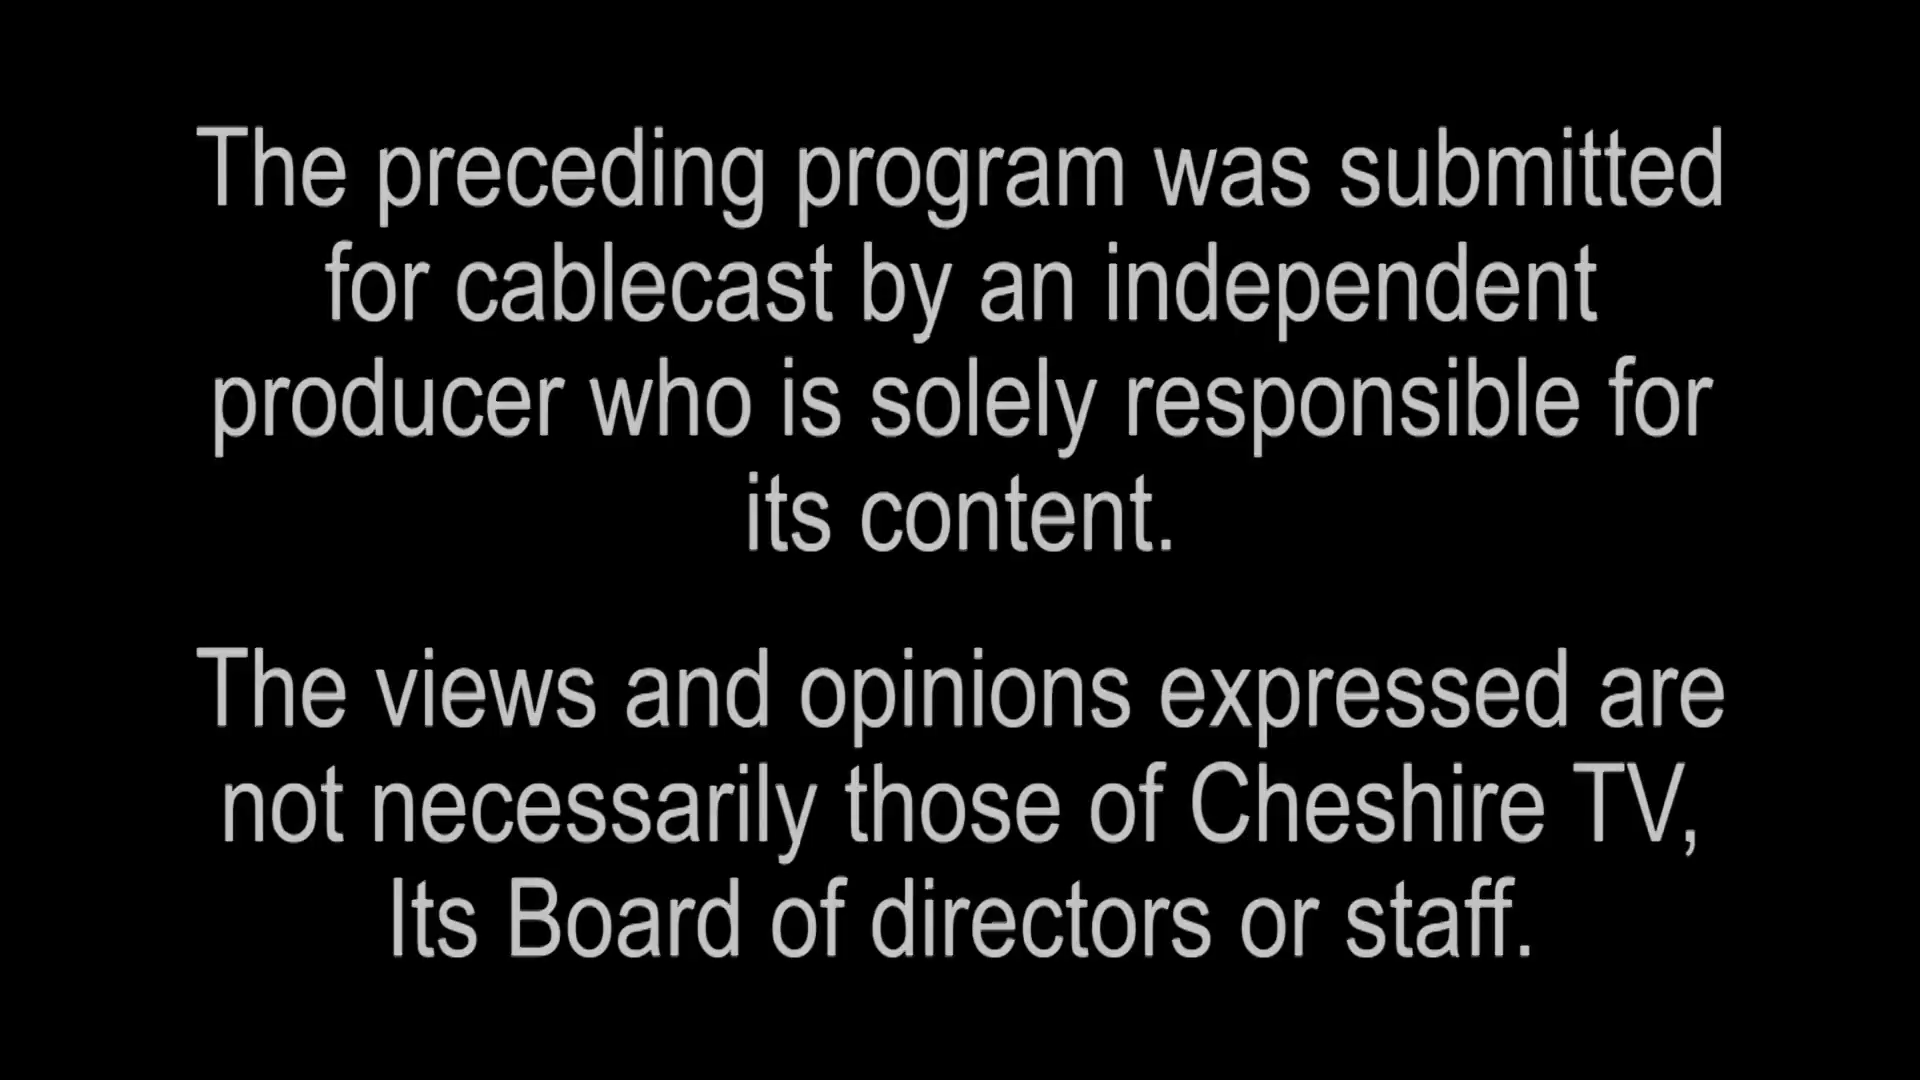 The preceding program was submitted
for cablecast by an independent
producer who is solely responsible for
its content.
The views and opinions expressed are
not necessarily those of Cheshire TV,
Its Board of directors or staff.